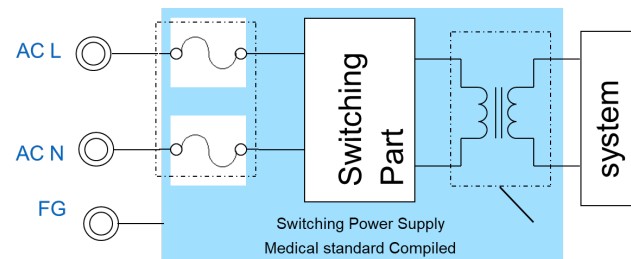 AC L
AC N
FG
Switching
Part
system
Switching Power Supply
Medical standard Compiled